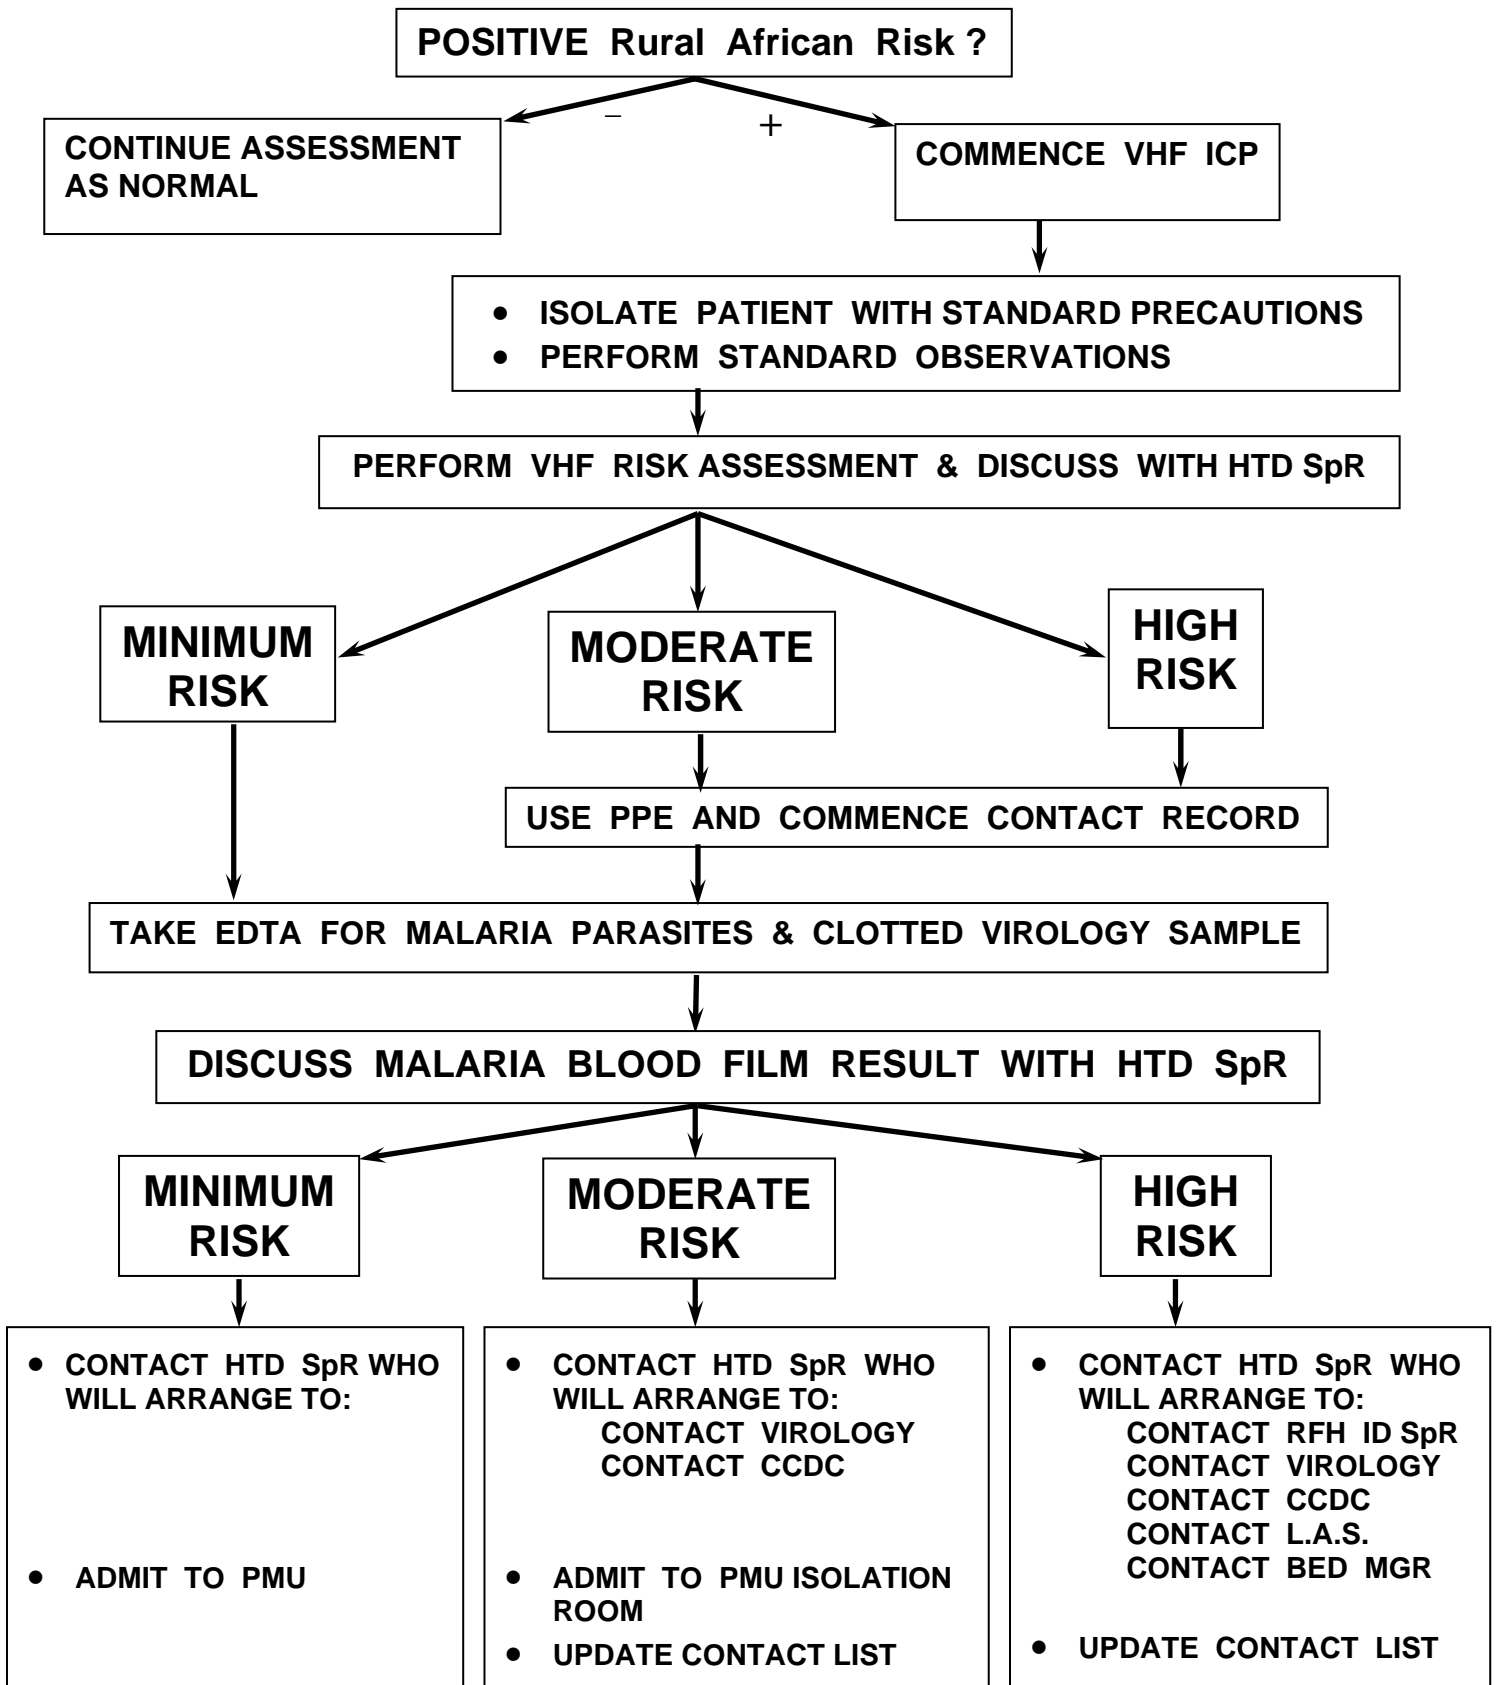 POSITIVE Rural African Risk ?
–
+
CONTINUE ASSESSMENT
AS NORMAL
COMMENCE VHF ICP
• ISOLATE PATIENT WITH STANDARD PRECAUTIONS
• PERFORM STANDARD OBSERVATIONS
PERFORM VHF RISK ASSESSMENT & DISCUSS WITH HTD SpR
MINIMUM
RISK
MODERATE
RISK
HIGH
RISK
USE PPE AND COMMENCE CONTACT RECORD
TAKE EDTA FOR MALARIA PARASITES & CLOTTED VIROLOGY SAMPLE
DISCUSS MALARIA BLOOD FILM RESULT WITH HTD SpR
MINIMUM
RISK
MODERATE
RISK
HIGH
RISK
• CONTACT HTD SpR WHO
WILL ARRANGE TO:
• ADMIT TO PMU
• CONTACT HTD SpR WHO
WILL ARRANGE TO:
CONTACT VIROLOGY
CONTACT CCDC
• ADMIT TO PMU ISOLATION
ROOM
• UPDATE CONTACT LIST
• CONTACT HTD SpR WHO
WILL ARRANGE TO:
CONTACT RFH ID SpR
CONTACT VIROLOGY
CONTACT CCDC
CONTACT L.A.S.
CONTACT BED MGR
• UPDATE CONTACT LIST